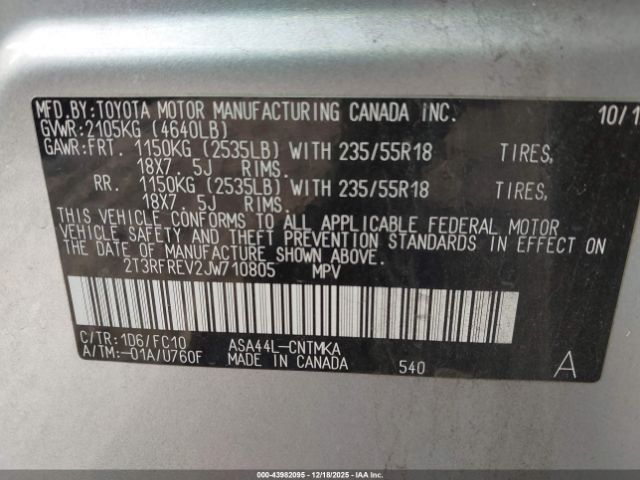 MFD.BY:TOYOTA MOTOR MANUFACTURING CANADA INC. 10/1
GVWR:2105KG (4640LB)
GAWR:FRT. 1150KG (2535LB) WITH 235/55R18 TIRES,
18X7.5J RIMS.
RR. 1150KG (2535LB) WITH 235/55R18 TIRES,
18X7.5J RIMS.
THIS VEHICLE CONFORMS TO ALL APPLICABLE FEDERAL MOTOR
VEHICLE SAFETY AND THEFT PREVENTION STANDARDS IN EFFECT ON
THE DATE OF MANUFACTURE SHOWN ABOVE.
2T3RFREV2JW710805 MPV
C/TR:1D6/FC10 ASA44L-CNTMKA
A/TM:-01A/U760F MADE IN CANADA 540 A
000-43982095 - 12/18/2025 - IAA Inc.